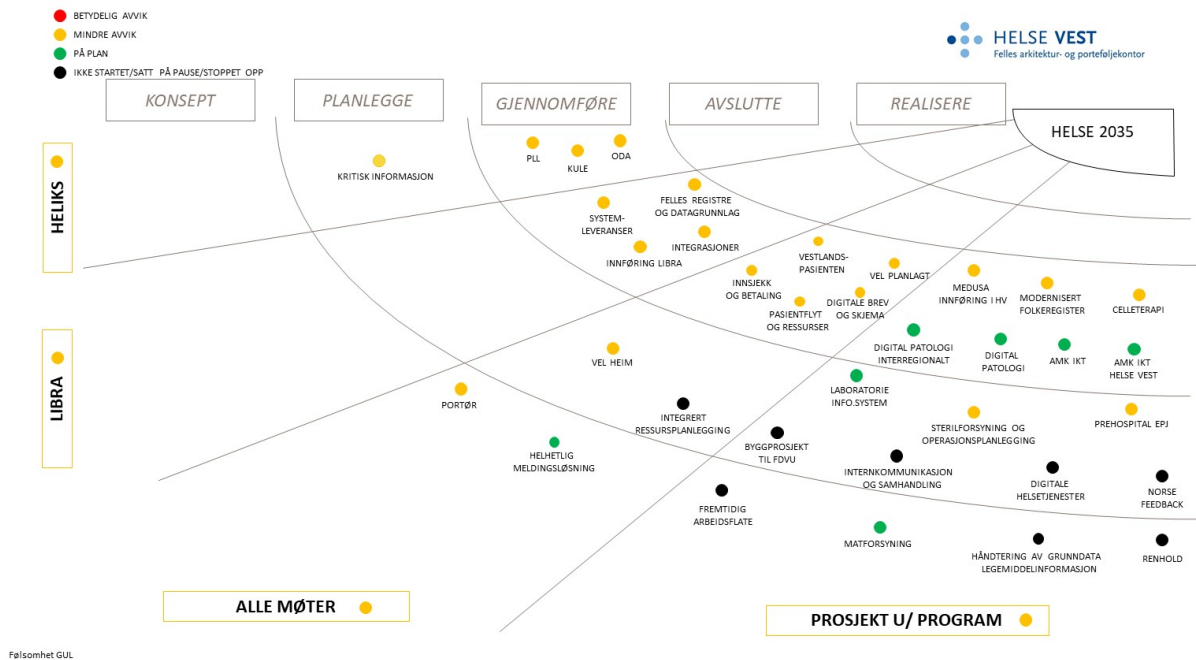 BETYDELIG AVVIK
MINDRE AVVIK
PÅ PLAN
IKKE STARTET/SATT PÅ PAUSE/STOPPET OPP
HELSE VEST
Felles arkitektur- og porteføljekontor
KONSEPT
PLANLEGGE
GJENNOMFØRE
AVSLUTTE
REALISERE
HELSE 2035
HELIKS
KRITISK INFORMASJON
PLL
KULE
ODA
SYSTEM-
LEVERANSER
FELLES REGISTRE
OG DATAGRUNNLAG
INTEGRASJONER
INNFØRING LIBRA
INNSJEKK
OG BETALING
VESTLANDS-
PASIENTEN
VEL PLANLAGT
PASIENTFLYT
OG RESSURSER
DIGITALE BREV
OG SKJEMA
MEDUSA
INNFØRING I HV
MODERNISERT
FOLKEREGISTER
CELLETERAPI
LIBRA
VEL HEIM
DIGITAL PATOLOGI
INTERREGIONALT
DIGITAL
PATOLOGI
AMK IKT
AMK IKT
HELSE VEST
PORTØR
LABORATORIE
INFO.SYSTEM
INTEGRERT
RESSURSPLANLEGGING
STERILFORSYNING OG
OPERASJONSPLANLEGGING
PREHOSPITAL EPJ
HELHETLIG
MELDINGSLØSNING
BYGGPROSJEKT
TIL FDVU
INTERNKOMMUNIKASJON
OG SAMHANDLING
DIGITALE
HELSETJENESTER
NORSE
FEEDBACK
FREMTIDIG
ARBEIDSFLATE
MATFORSYNING
HÅNDTERING AV GRUNNDATA
LEGEMIDDELINFORMASJON
RENHOLD
ALLE MØTER
PROSJEKT U/ PROGRAM
Følsomhet GUL